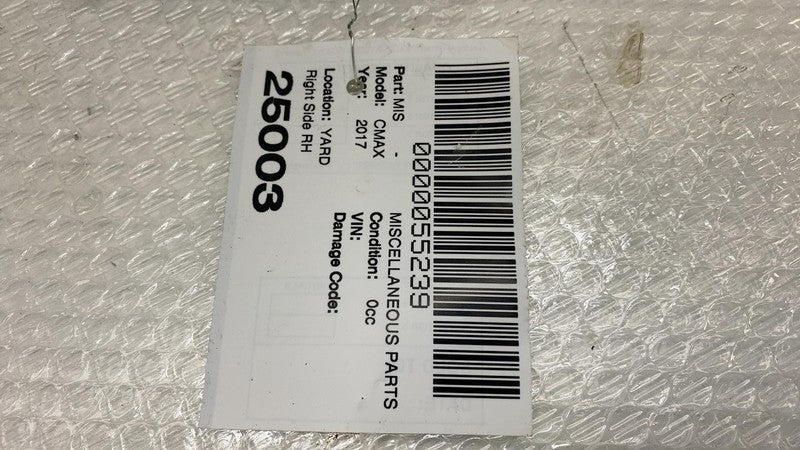 0000055239
Part: MIS - MISCELLANEOUS PARTS
Model: CMAX Condition: 0cc
Year: 2017 VIN:
Damage Code:
Location: YARD
Right Side RH
25003